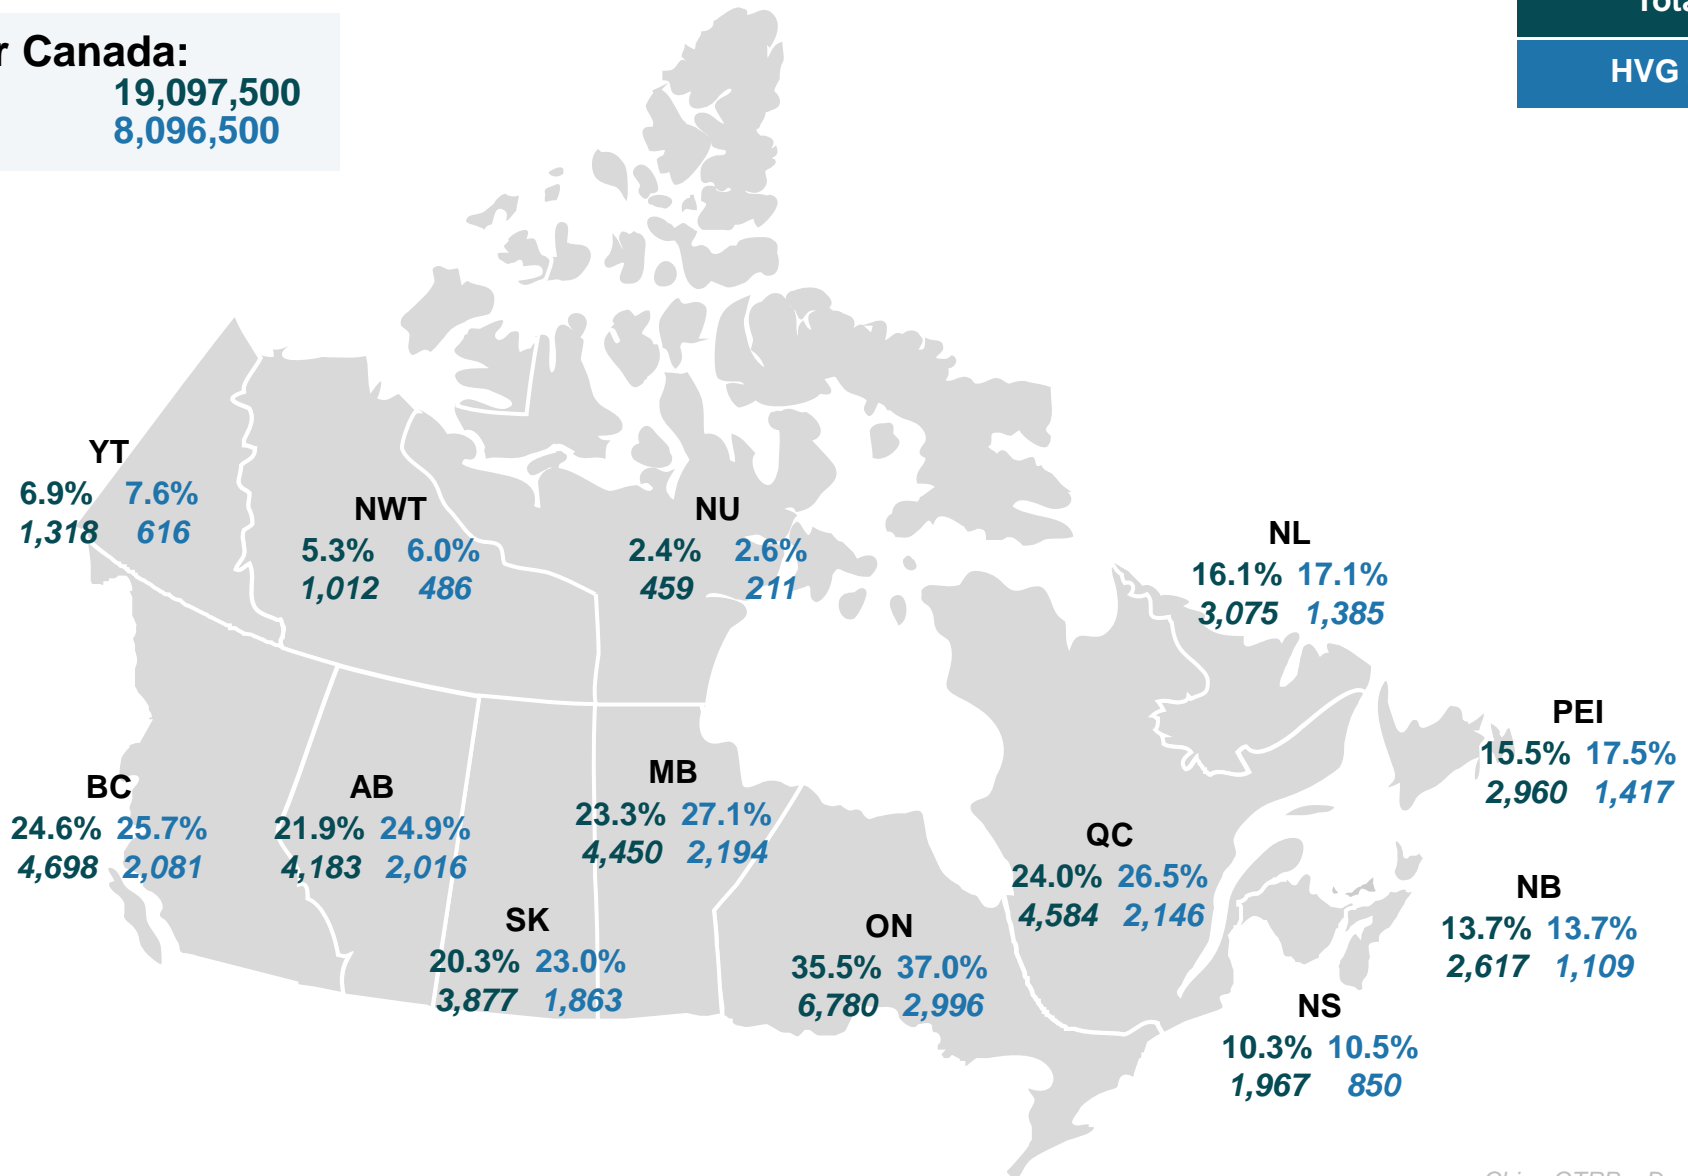 r Canada:
19,097,500
8,096,500
Tota
HVG
YT
6.9% 7.6%
1,318 616
NWT
5.3% 6.0%
1,012 486
NU
2.4% 2.6%
459 211
NL
16.1% 17.1%
3,075 1,385
PEI
15.5% 17.5%
2,960 1,417
BC
24.6% 25.7%
4,698 2,081
AB
21.9% 24.9%
4,183 2,016
MB
23.3% 27.1%
4,450 2,194
QC
24.0% 26.5%
4,584 2,146
NB
13.7% 13.7%
2,617 1,109
SK
20.3% 23.0%
3,877 1,863
ON
35.5% 37.0%
6,780 2,996
NS
10.3% 10.5%
1,967 850